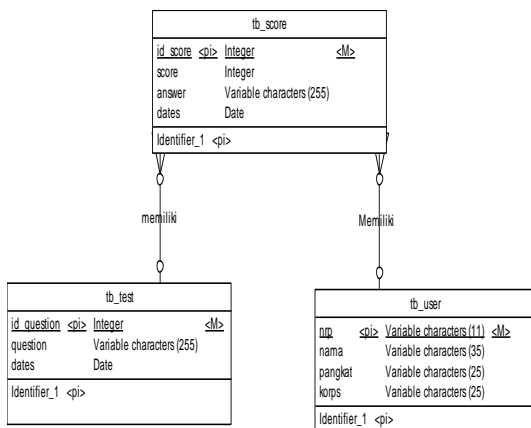 tb_score
id_score <pi> Integer <M>
score Integer
answer Variable characters (255)
dates Date
Identifier_1 <pi>
memiliki
Memiliki
tb_test
id_question <pi> Integer <M>
question Variable characters (255)
dates Date
Identifier_1 <pi>
tb_user
nrp <pi> Variable characters (11) <M>
nama Variable characters (35)
pangkat Variable characters (25)
korps Variable characters (25)
Identifier_1 <pi>